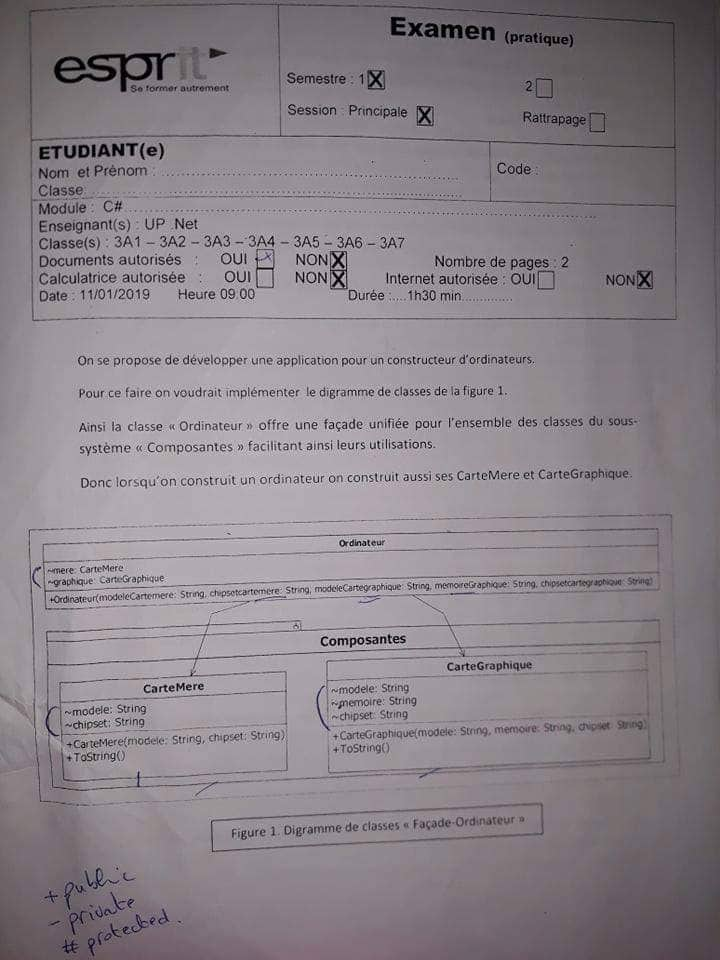 esprit
Se former autrement
Examen (pratique)
Semestre : 1 X 2
Session : Principale X Rattrapage
ETUDIANT(e)
Nom et Prénom :
Code :
Classe:
Module : C#
Enseignant(s) : UP .Net
Classe(s) : 3A1 – 3A2 – 3A3 – 3A4 – 3A5 – 3A6 – 3A7
Documents autorisés : OUI NON X Nombre de pages : 2
Calculatrice autorisée : OUI NON X Internet autorisée : OUI NON X
Date : 11/01/2019 Heure 09:00 Durée :....1h30 min.............
On se propose de développer une application pour un constructeur d'ordinateurs.
Pour ce faire on voudrait implémenter le digramme de classes de la figure 1.
Ainsi la classe « Ordinateur » offre une façade unifiée pour l'ensemble des classes du sous-
système « Composantes » facilitant ainsi leurs utilisations.
Donc lorsqu'on construit un ordinateur on construit aussi ses CarteMere et CarteGraphique.
Ordinateur
~mere: CarteMere
~graphique: CarteGraphique
+Ordinateur(modeleCartemere: String, chipsetcartemere: String, modeleCartegraphique: String, memoireGraphique: String, chipsetcartegraphique: String)
Composantes
CarteMere
~modele: String
~chipset: String
+CarteMere(modele: String, chipset: String)
+ToString()
CarteGraphique
~modele: String
~memoire: String
~chipset: String
+CarteGraphique(modele: String, memoire: String, chipset: String)
+ToString()
Figure 1. Digramme de classes « Façade-Ordinateur »
+ public
- private
# protected.